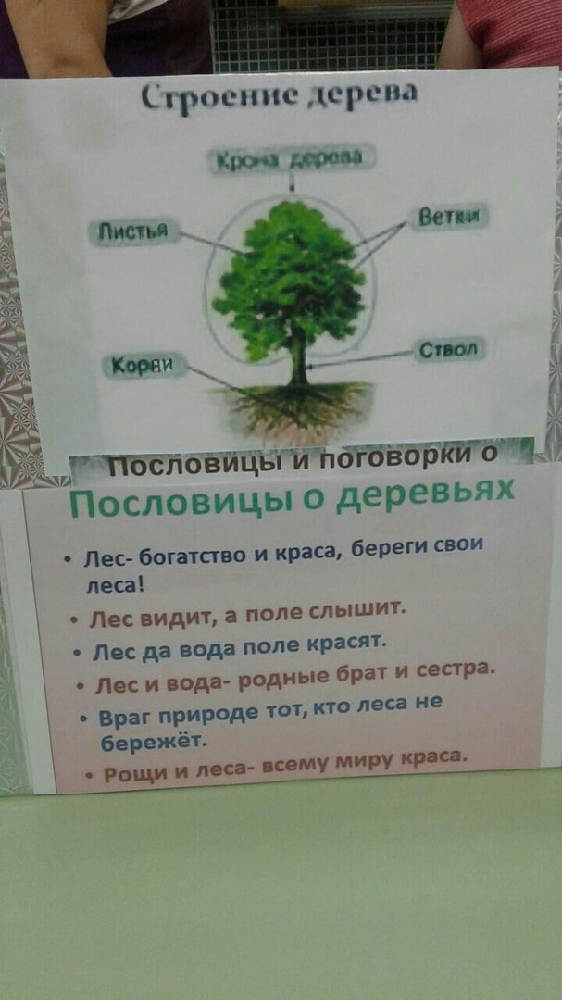 Строение дерева
Крона дерева
Листья
Ветки
Корни
Ствол
Пословицы и поговорки о
Пословицы о деревьях
• Лес- богатство и краса, береги свои
леса!
• Лес видит, а поле слышит.
• Лес да вода поле красят.
• Лес и вода- родные брат и сестра.
• Враг природе тот, кто леса не
бережёт.
• Рощи и леса- всему миру краса.